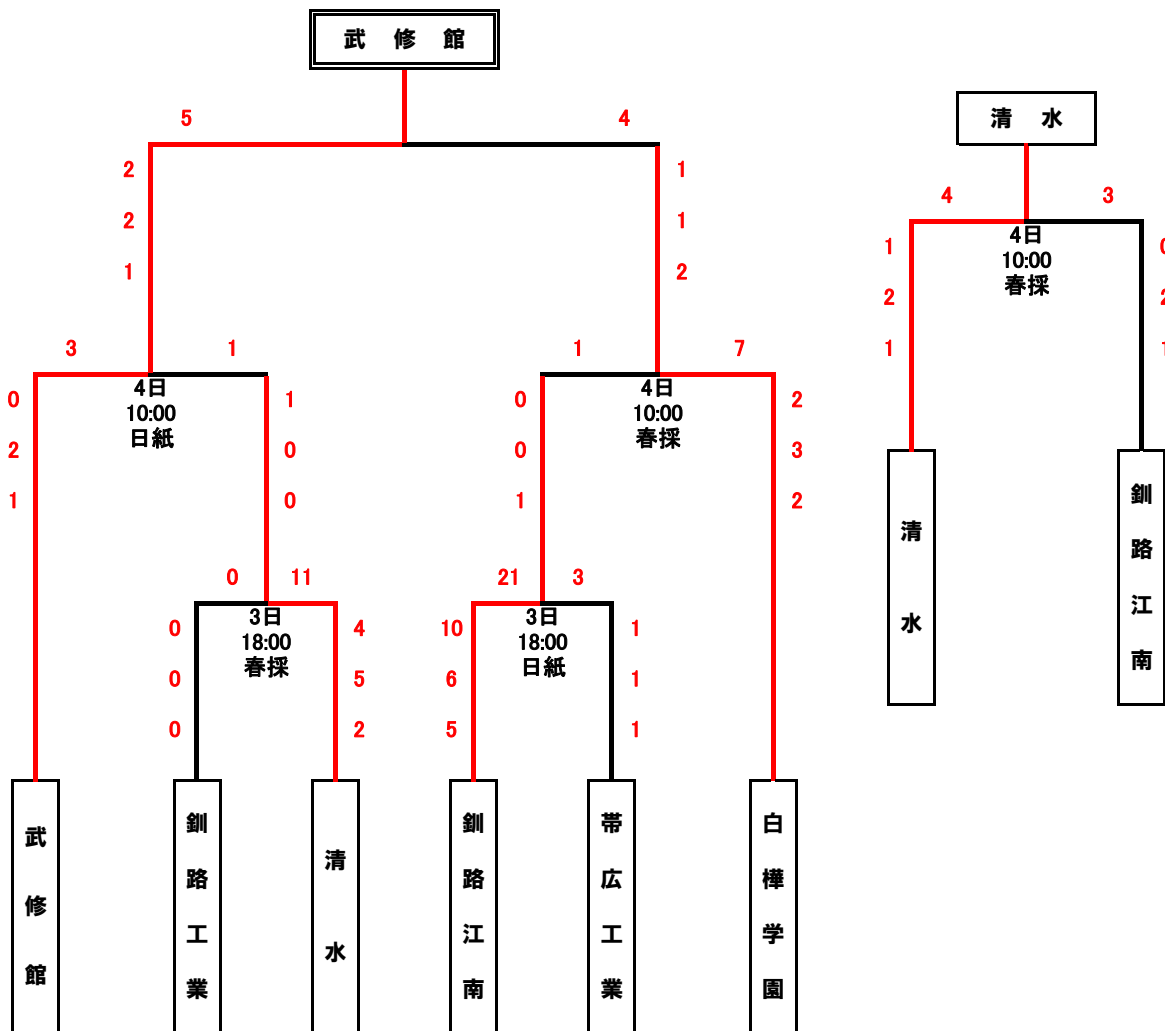 武修館
清水
5 4
4 3
2 1
2 1
1 2
4日
10:00
春採
1 0
2 2
1 1
3 1
1 7
4日
10:00
日紙
4日
10:00
春採
0 1
2 0
1 0
0 2
0 3
1 2
0 11
21 3
3日
18:00
春採
3日
18:00
日紙
0 4
0 5
0 2
10 1
6 1
5 1
清水
釧路江南
武修館
釧路工業
清水
釧路江南
帯広工業
白樺学園